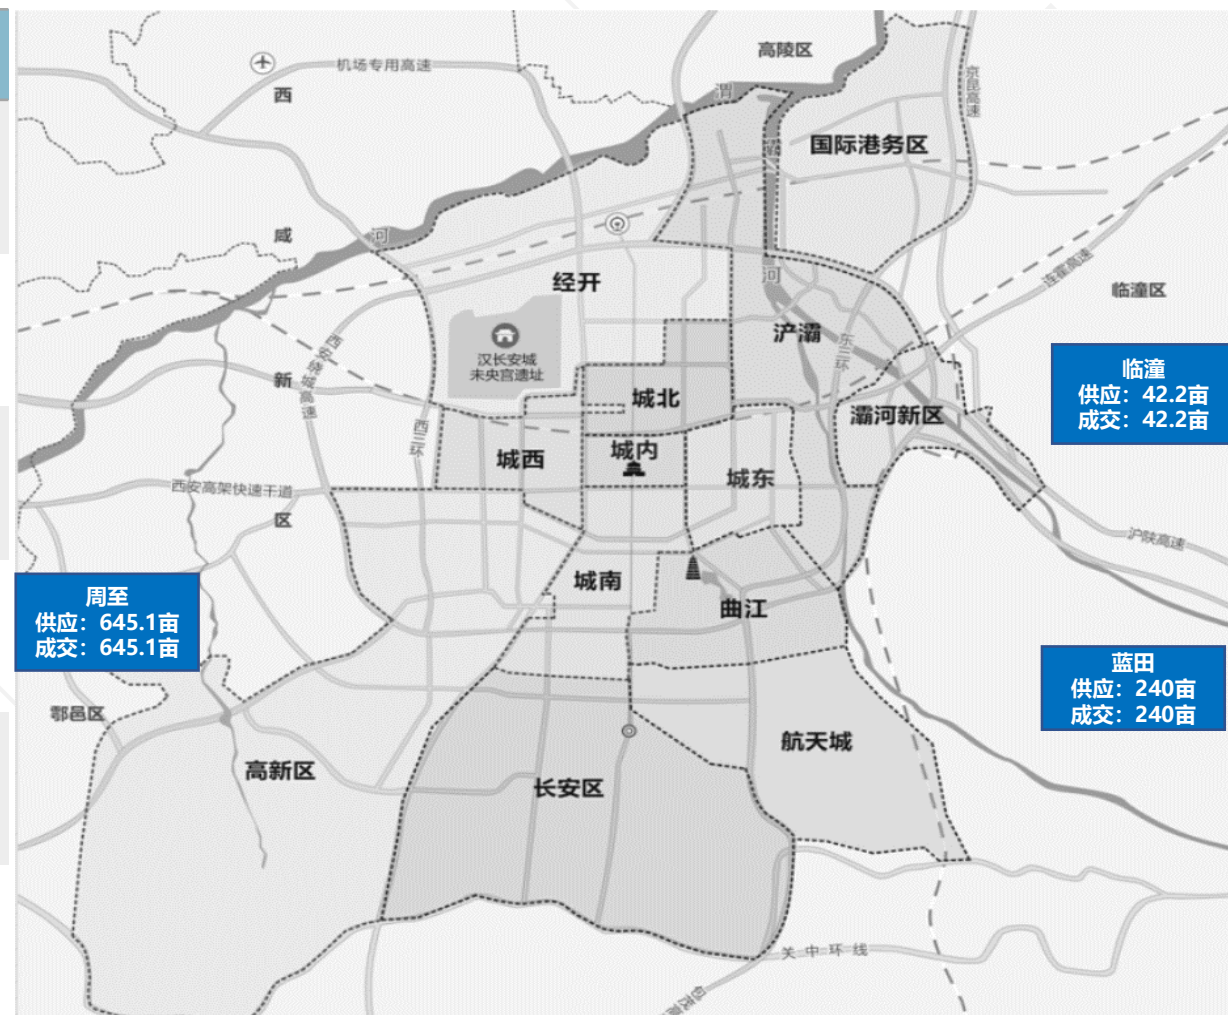 高陵区
机场专用高速
西
渭
京昆高速
国际港务区
灞
咸
河
河
经开
连霍高速
临潼区
汉长安城
未央宫遗址
浐灞
东三环
西安绕城高速
新
临潼
供应：42.2亩
成交：42.2亩
城北
灞河新区
西三环
城内
城西
城东
西安高架快速干道
区
沪陕高速
周至
供应：645.1亩
成交：645.1亩
城南
曲江
蓝田
供应：240亩
成交：240亩
鄠邑区
航天城
高新区
长安区
关中环线